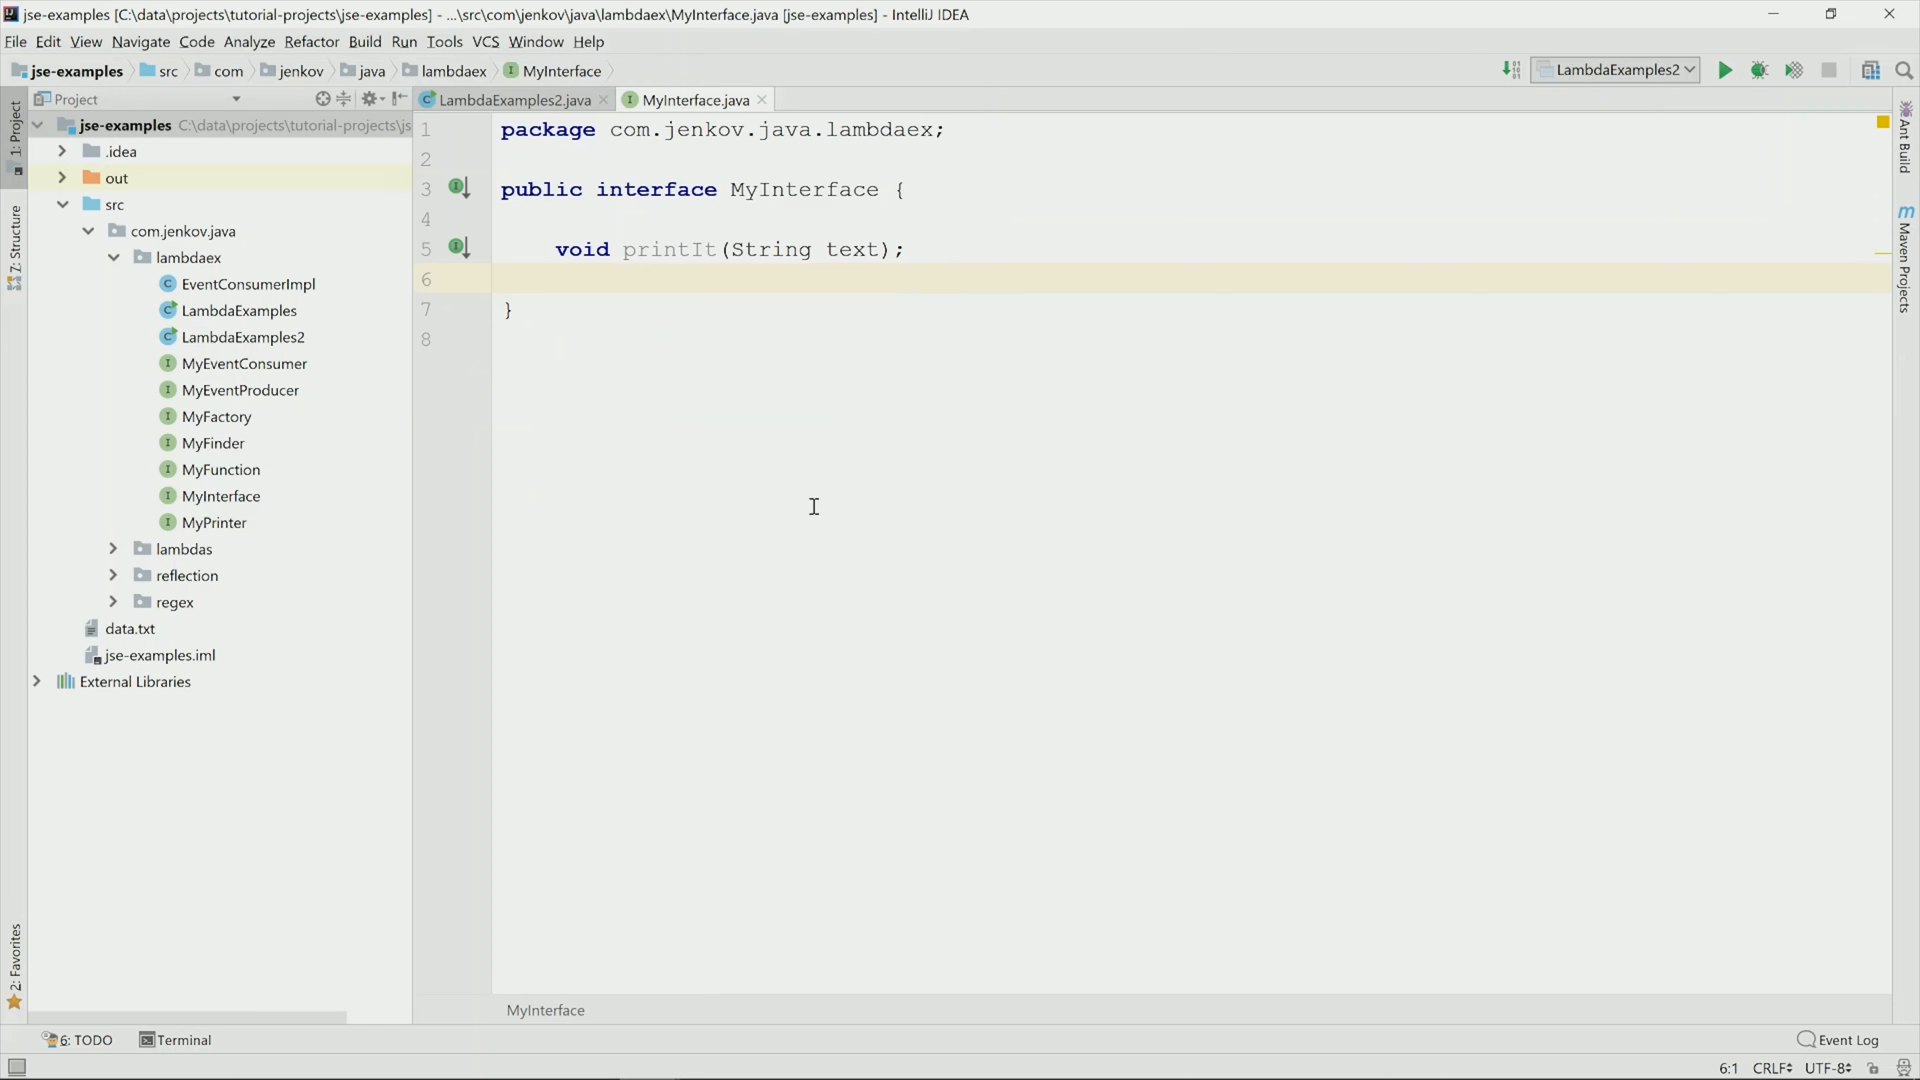 jse-examples [C:\data\projects\tutorial-projects\jse-examples] - ...\src\com\jenkov\java\lambdaex\MyInterface.java [jse-examples] - IntelliJ IDEA
File Edit View Navigate Code Analyze Refactor Build Run Tools VCS Window Help
jse-examples src com jenkov java lambdaex MyInterface LambdaExamples2
Project LambdaExamples2.java MyInterface.java
jse-examples C:\data\projects\tutorial-projects\js
.idea
out
src
com.jenkov.java
lambdaex
EventConsumerImpl
LambdaExamples
LambdaExamples2
MyEventConsumer
MyEventProducer
MyFactory
MyFinder
MyFunction
MyInterface
MyPrinter
lambdas
reflection
regex
data.txt
jse-examples.iml
External Libraries
1 package com.jenkov.java.lambdaex;
2
3 public interface MyInterface {
4
5 void printIt(String text);
6
7 }
8
MyInterface
1: Project
Z: Structure
2: Favorites
Ant Build
Maven Projects
6: TODO Terminal Event Log
6:1 CRLF UTF-8